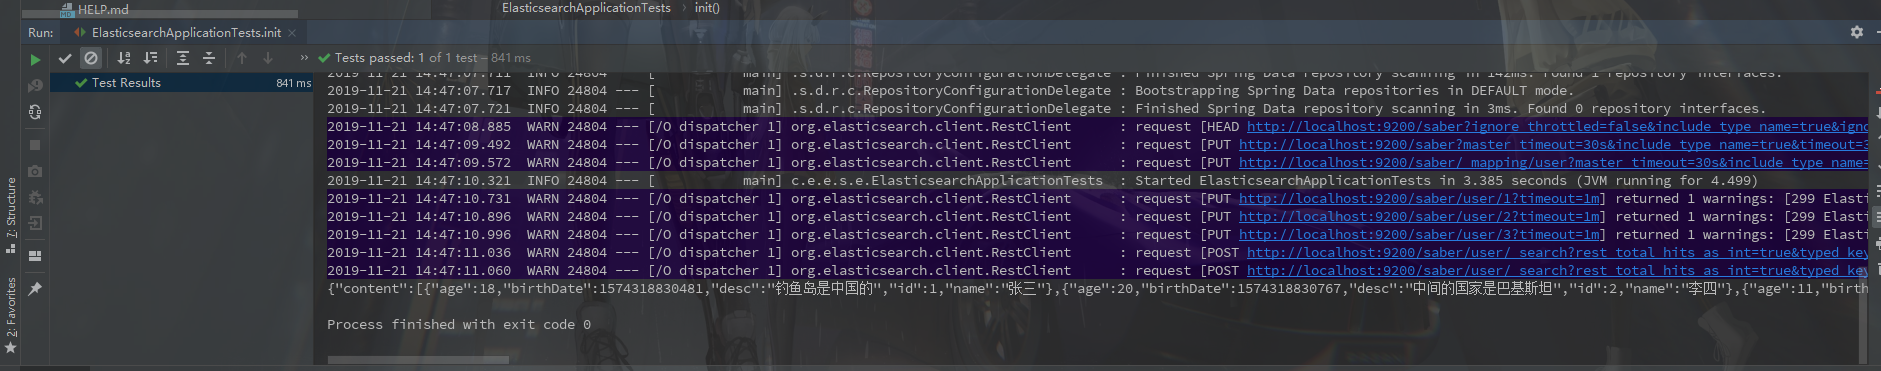 HELP.md
ElasticsearchApplicationTests › init()
Run: ElasticsearchApplicationTests.init ×
» Tests passed: 1 of 1 test – 841 ms
Test Results 841 ms
2019-11-21 14:47:07.711  INFO 24804 --- [           main] .s.d.r.c.RepositoryConfigurationDelegate : Finished Spring Data repository scanning in 142ms. Found 1 repository interfaces.
2019-11-21 14:47:07.717  INFO 24804 --- [           main] .s.d.r.c.RepositoryConfigurationDelegate : Bootstrapping Spring Data repositories in DEFAULT mode.
2019-11-21 14:47:07.721  INFO 24804 --- [           main] .s.d.r.c.RepositoryConfigurationDelegate : Finished Spring Data repository scanning in 3ms. Found 0 repository interfaces.
2019-11-21 14:47:08.885  WARN 24804 --- [/O dispatcher 1] org.elasticsearch.client.RestClient      : request [HEAD http://localhost:9200/saber?ignore_throttled=false&include_type_name=true&igno
2019-11-21 14:47:09.492  WARN 24804 --- [/O dispatcher 1] org.elasticsearch.client.RestClient      : request [PUT http://localhost:9200/saber?master_timeout=30s&include_type_name=true&timeout=3
2019-11-21 14:47:09.572  WARN 24804 --- [/O dispatcher 1] org.elasticsearch.client.RestClient      : request [PUT http://localhost:9200/saber/_mapping/user?master_timeout=30s&include_type_name=
2019-11-21 14:47:10.321  INFO 24804 --- [           main] c.e.e.s.e.ElasticsearchApplicationTests  : Started ElasticsearchApplicationTests in 3.385 seconds (JVM running for 4.499)
2019-11-21 14:47:10.731  WARN 24804 --- [/O dispatcher 1] org.elasticsearch.client.RestClient      : request [PUT http://localhost:9200/saber/user/1?timeout=1m] returned 1 warnings: [299 Elasti
2019-11-21 14:47:10.896  WARN 24804 --- [/O dispatcher 1] org.elasticsearch.client.RestClient      : request [PUT http://localhost:9200/saber/user/2?timeout=1m] returned 1 warnings: [299 Elasti
2019-11-21 14:47:10.996  WARN 24804 --- [/O dispatcher 1] org.elasticsearch.client.RestClient      : request [PUT http://localhost:9200/saber/user/3?timeout=1m] returned 1 warnings: [299 Elasti
2019-11-21 14:47:11.036  WARN 24804 --- [/O dispatcher 1] org.elasticsearch.client.RestClient      : request [POST http://localhost:9200/saber/user/_search?rest_total_hits_as_int=true&typed_key
2019-11-21 14:47:11.060  WARN 24804 --- [/O dispatcher 1] org.elasticsearch.client.RestClient      : request [POST http://localhost:9200/saber/user/_search?rest_total_hits_as_int=true&typed_key
{"content":[{"age":18,"birthDate":1574318830481,"desc":"钓鱼岛是中国的","id":1,"name":"张三"},{"age":20,"birthDate":1574318830767,"desc":"中间的国家是巴基斯坦","id":2,"name":"李四"},{"age":11,"birth
Process finished with exit code 0
7: Structure
2: Favorites